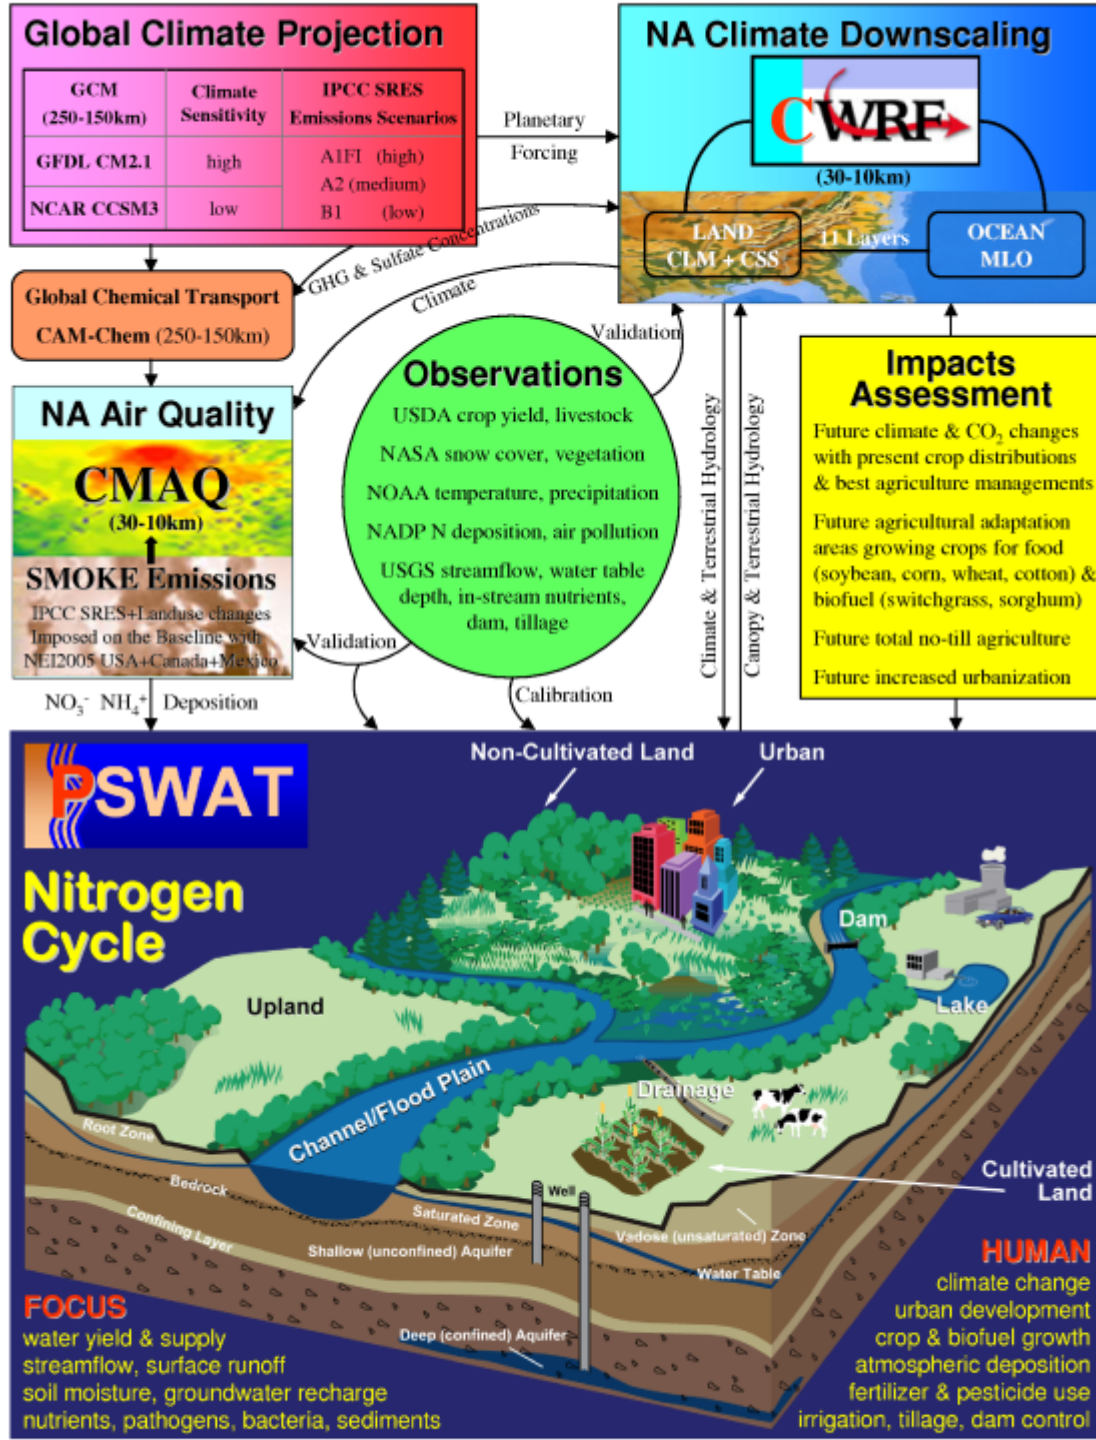 Global Climate Projection
GCM
(250-150km)
Climate
Sensitivity
IPCC SRES
Emissions Scenarios
GFDL CM2.1
high
A1FI (high)
A2 (medium)
B1 (low)
NCAR CCSM3
low
Planetary
Forcing
NA Climate Downscaling
CWRF
(30-10km)
LAND
CLM + CSS
11 Layers
OCEAN
MLO
GHG & Sulfate Concentrations
Climate
Global Chemical Transport
CAM-Chem (250-150km)
NA Air Quality
CMAQ
(30-10km)
SMOKE Emissions
IPCC SRES+Landuse changes
Imposed on the Baseline with
NEI2005 USA+Canada+Mexico
Validation
Observations
USDA crop yield, livestock
NASA snow cover, vegetation
NOAA temperature, precipitation
NADP N deposition, air pollution
USGS streamflow, water table
depth, in-stream nutrients,
dam, tillage
Validation
Calibration
Climate & Terrestrial Hydrology
Canopy & Terrestrial Hydrology
Impacts
Assessment
Future climate & CO₂ changes
with present crop distributions
& best agriculture managements
Future agricultural adaptation
areas growing crops for food
(soybean, corn, wheat, cotton) &
biofuel (switchgrass, sorghum)
Future total no-till agriculture
Future increased urbanization
NO₃⁻ NH₄⁺ Deposition
PSWAT
Nitrogen
Cycle
Non-Cultivated Land
Urban
Dam
Lake
Upland
Channel/Flood Plain
Drainage
Cultivated
Land
Root Zone
Bedrock
Confining Layer
Well
Saturated Zone
Shallow (unconfined) Aquifer
Vadose (unsaturated) Zone
Water Table
Deep (confined) Aquifer
FOCUS
water yield & supply
streamflow, surface runoff
soil moisture, groundwater recharge
nutrients, pathogens, bacteria, sediments
HUMAN
climate change
urban development
crop & biofuel growth
atmospheric deposition
fertilizer & pesticide use
irrigation, tillage, dam control